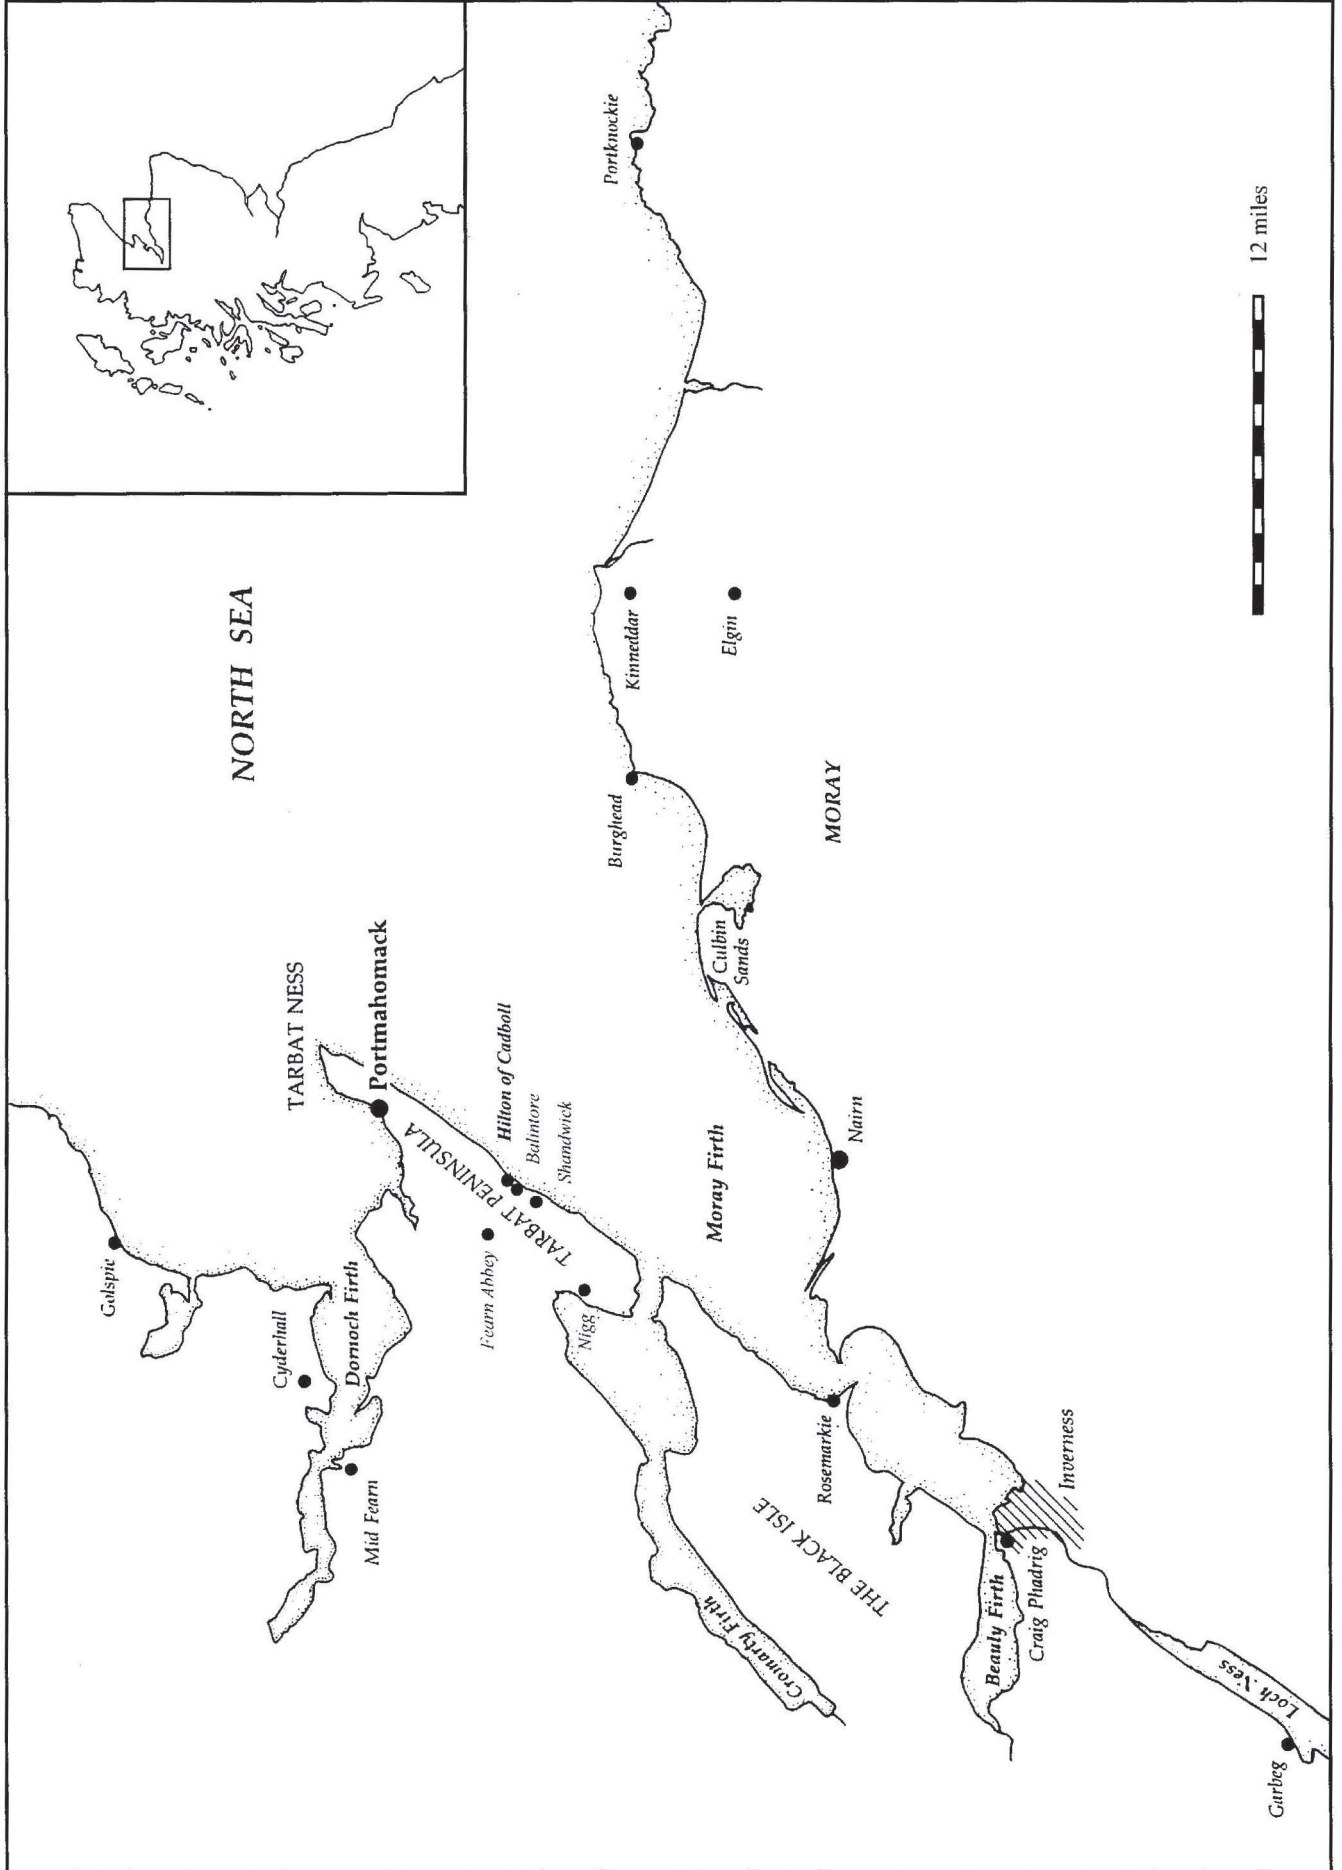 NORTH SEA
Golspie
Cyderhall
Dornoch Firth
Mid Fearn
TARBAT NESS
Portmahomack
TARBAT PENINSULA
Hilton of Cadboll
Balintore
Shandwick
Fearn Abbey
Nigg
Cromarty Firth
THE BLACK ISLE
Rosemarkie
Moray Firth
Beauly Firth
Craig Phadrig
Inverness
Loch Ness
Garbeg
Nairn
Culbin
Sands
MORAY
Burghead
Kinneddar
Elgin
Portknockie
12 miles